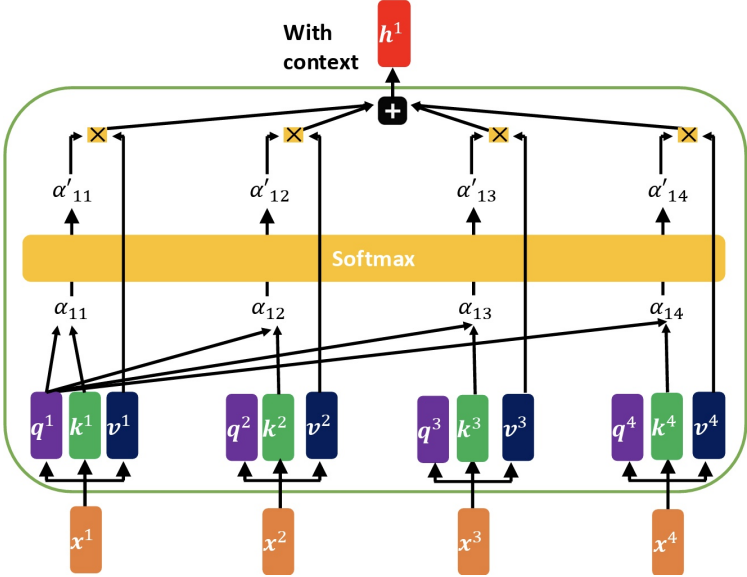 With
context
h¹
+
× × × ×
α′₁₁ α′₁₂ α′₁₃ α′₁₄
Softmax
α₁₁ α₁₂ α₁₃ α₁₄
q¹ k¹ v¹ q² k² v² q³ k³ v³ q⁴ k⁴ v⁴
x¹ x² x³ x⁴